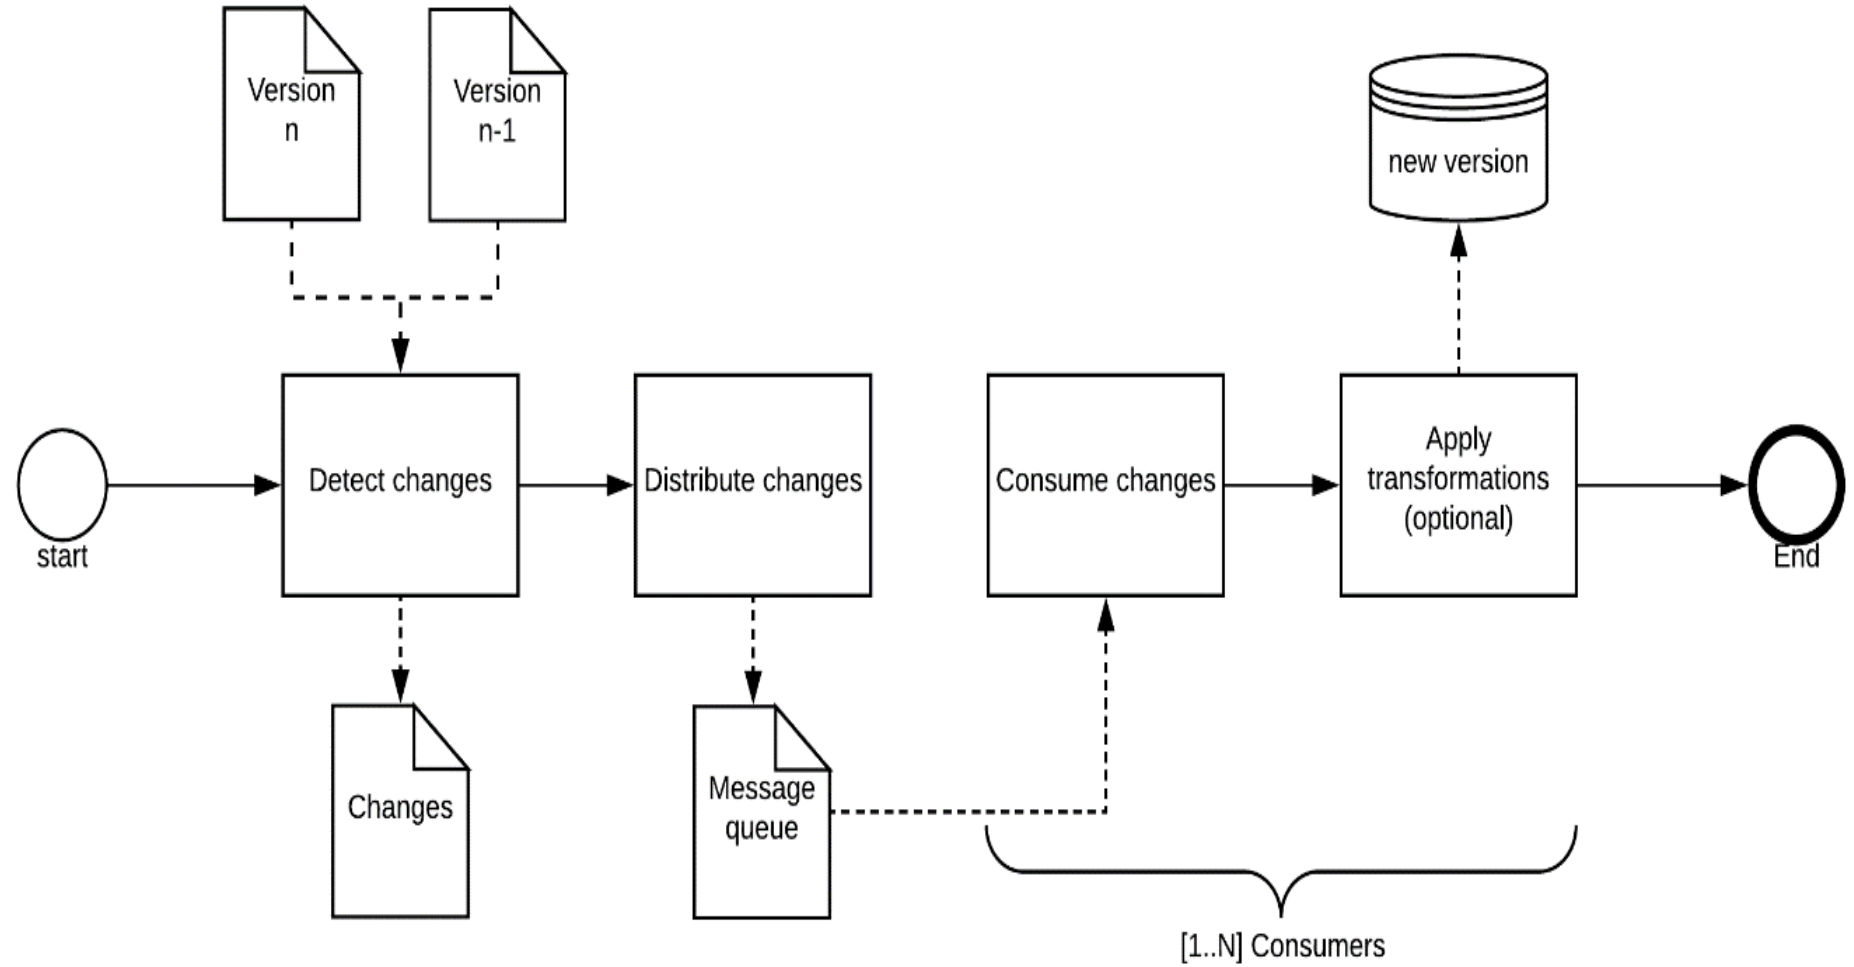 Version
n
Version
n-1
new version
start
Detect changes
Distribute changes
Consume changes
Apply
transformations
(optional)
End
Changes
Message
queue
[1..N] Consumers